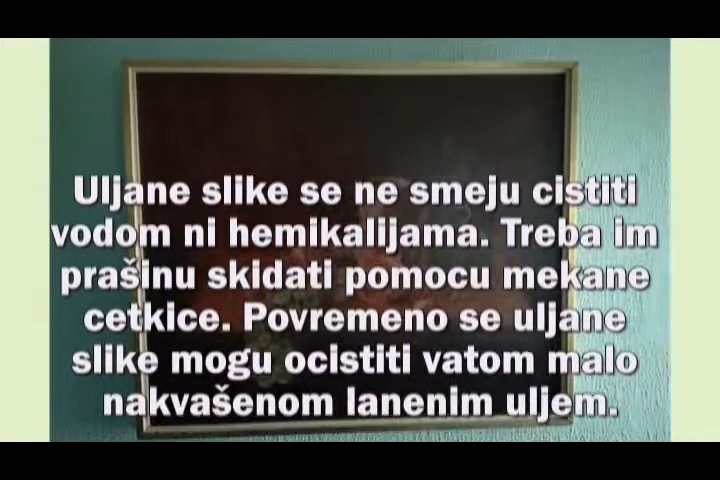 Uljane slike se ne smeju cistiti
vodom ni hemikalijama. Treba im
prašinu skidati pomocu mekane
cetkice. Povremeno se uljane
slike mogu ocistiti vatom malo
nakvašenom lanenim uljem.